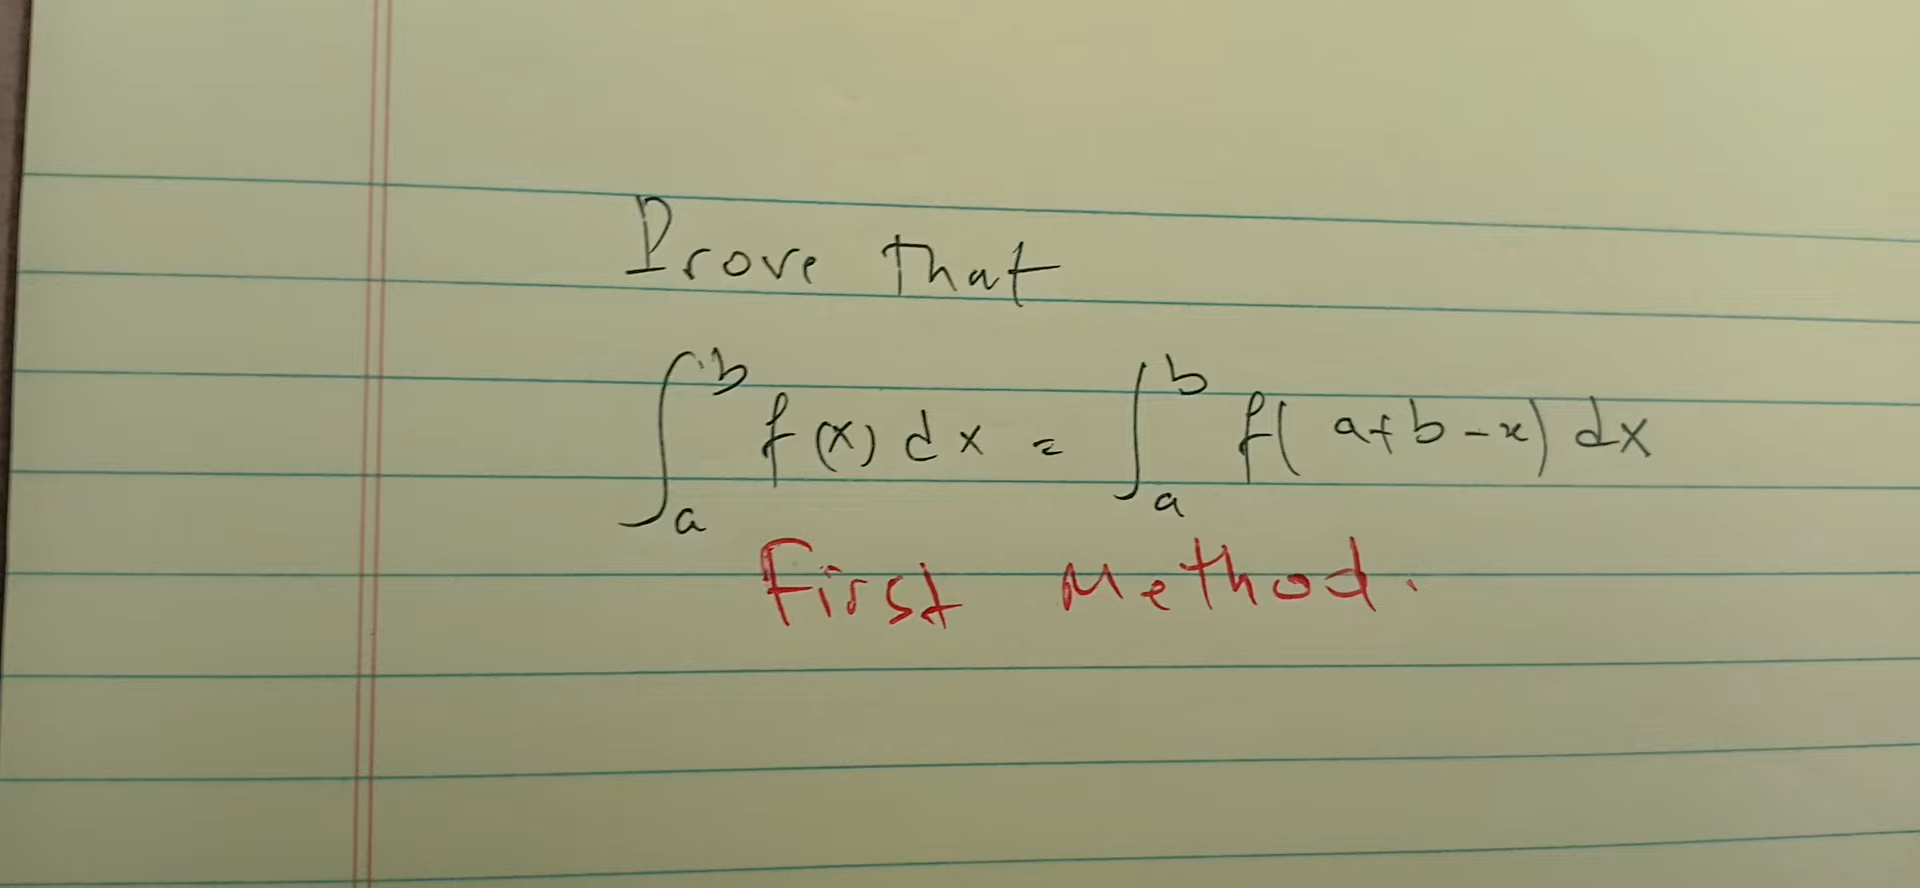 Prove that
∫_a^b f(x) dx = ∫_a^b f(a+b-x) dx
First Method.